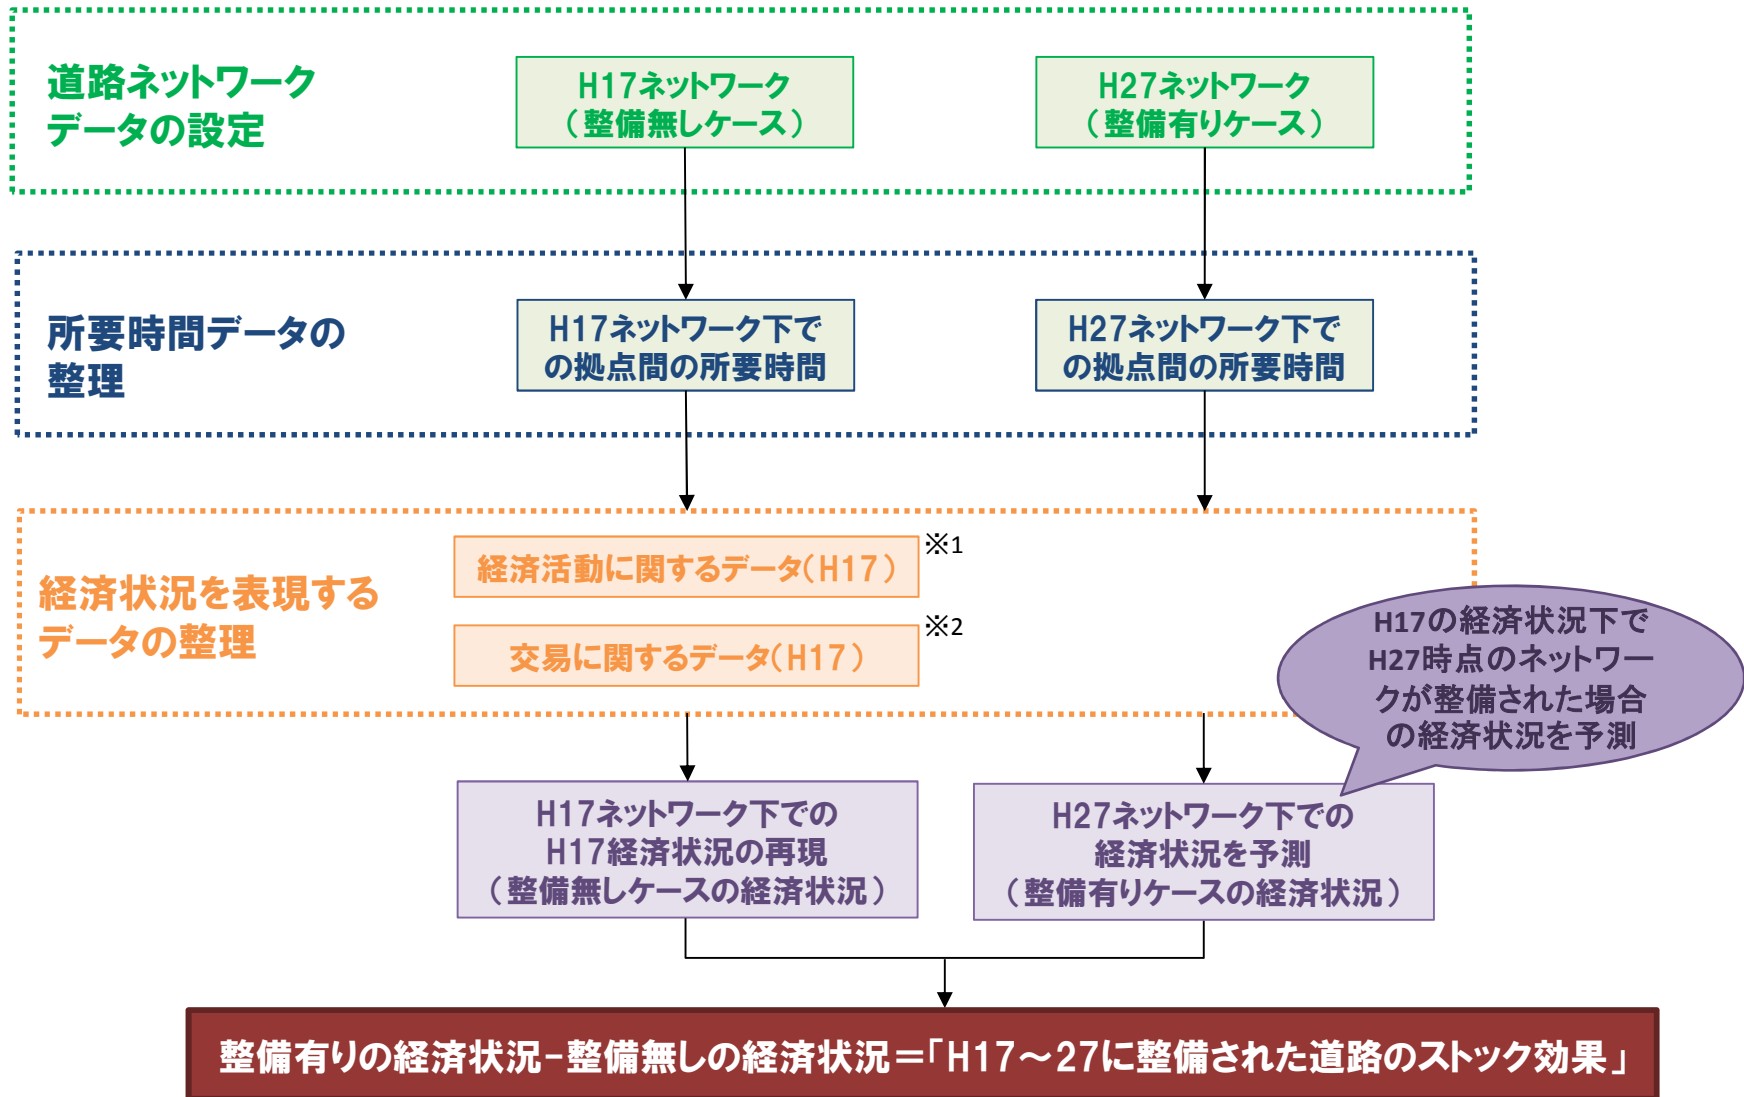 道路ネットワーク
データの設定
H17ネットワーク
（整備無しケース）
H27ネットワーク
（整備有りケース）
所要時間データの
整理
H17ネットワーク下で
の拠点間の所要時間
H27ネットワーク下で
の拠点間の所要時間
経済状況を表現する
データの整理
経済活動に関するデータ（H17）
※1
交易に関するデータ（H17）
※2
H17の経済状況下で
H27時点のネットワー
クが整備された場合
の経済状況を予測
H17ネットワーク下での
H17経済状況の再現
（整備無しケースの経済状況）
H27ネットワーク下での
経済状況を予測
（整備有りケースの経済状況）
整備有りの経済状況－整備無しの経済状況＝「H17～27に整備された道路のストック効果」